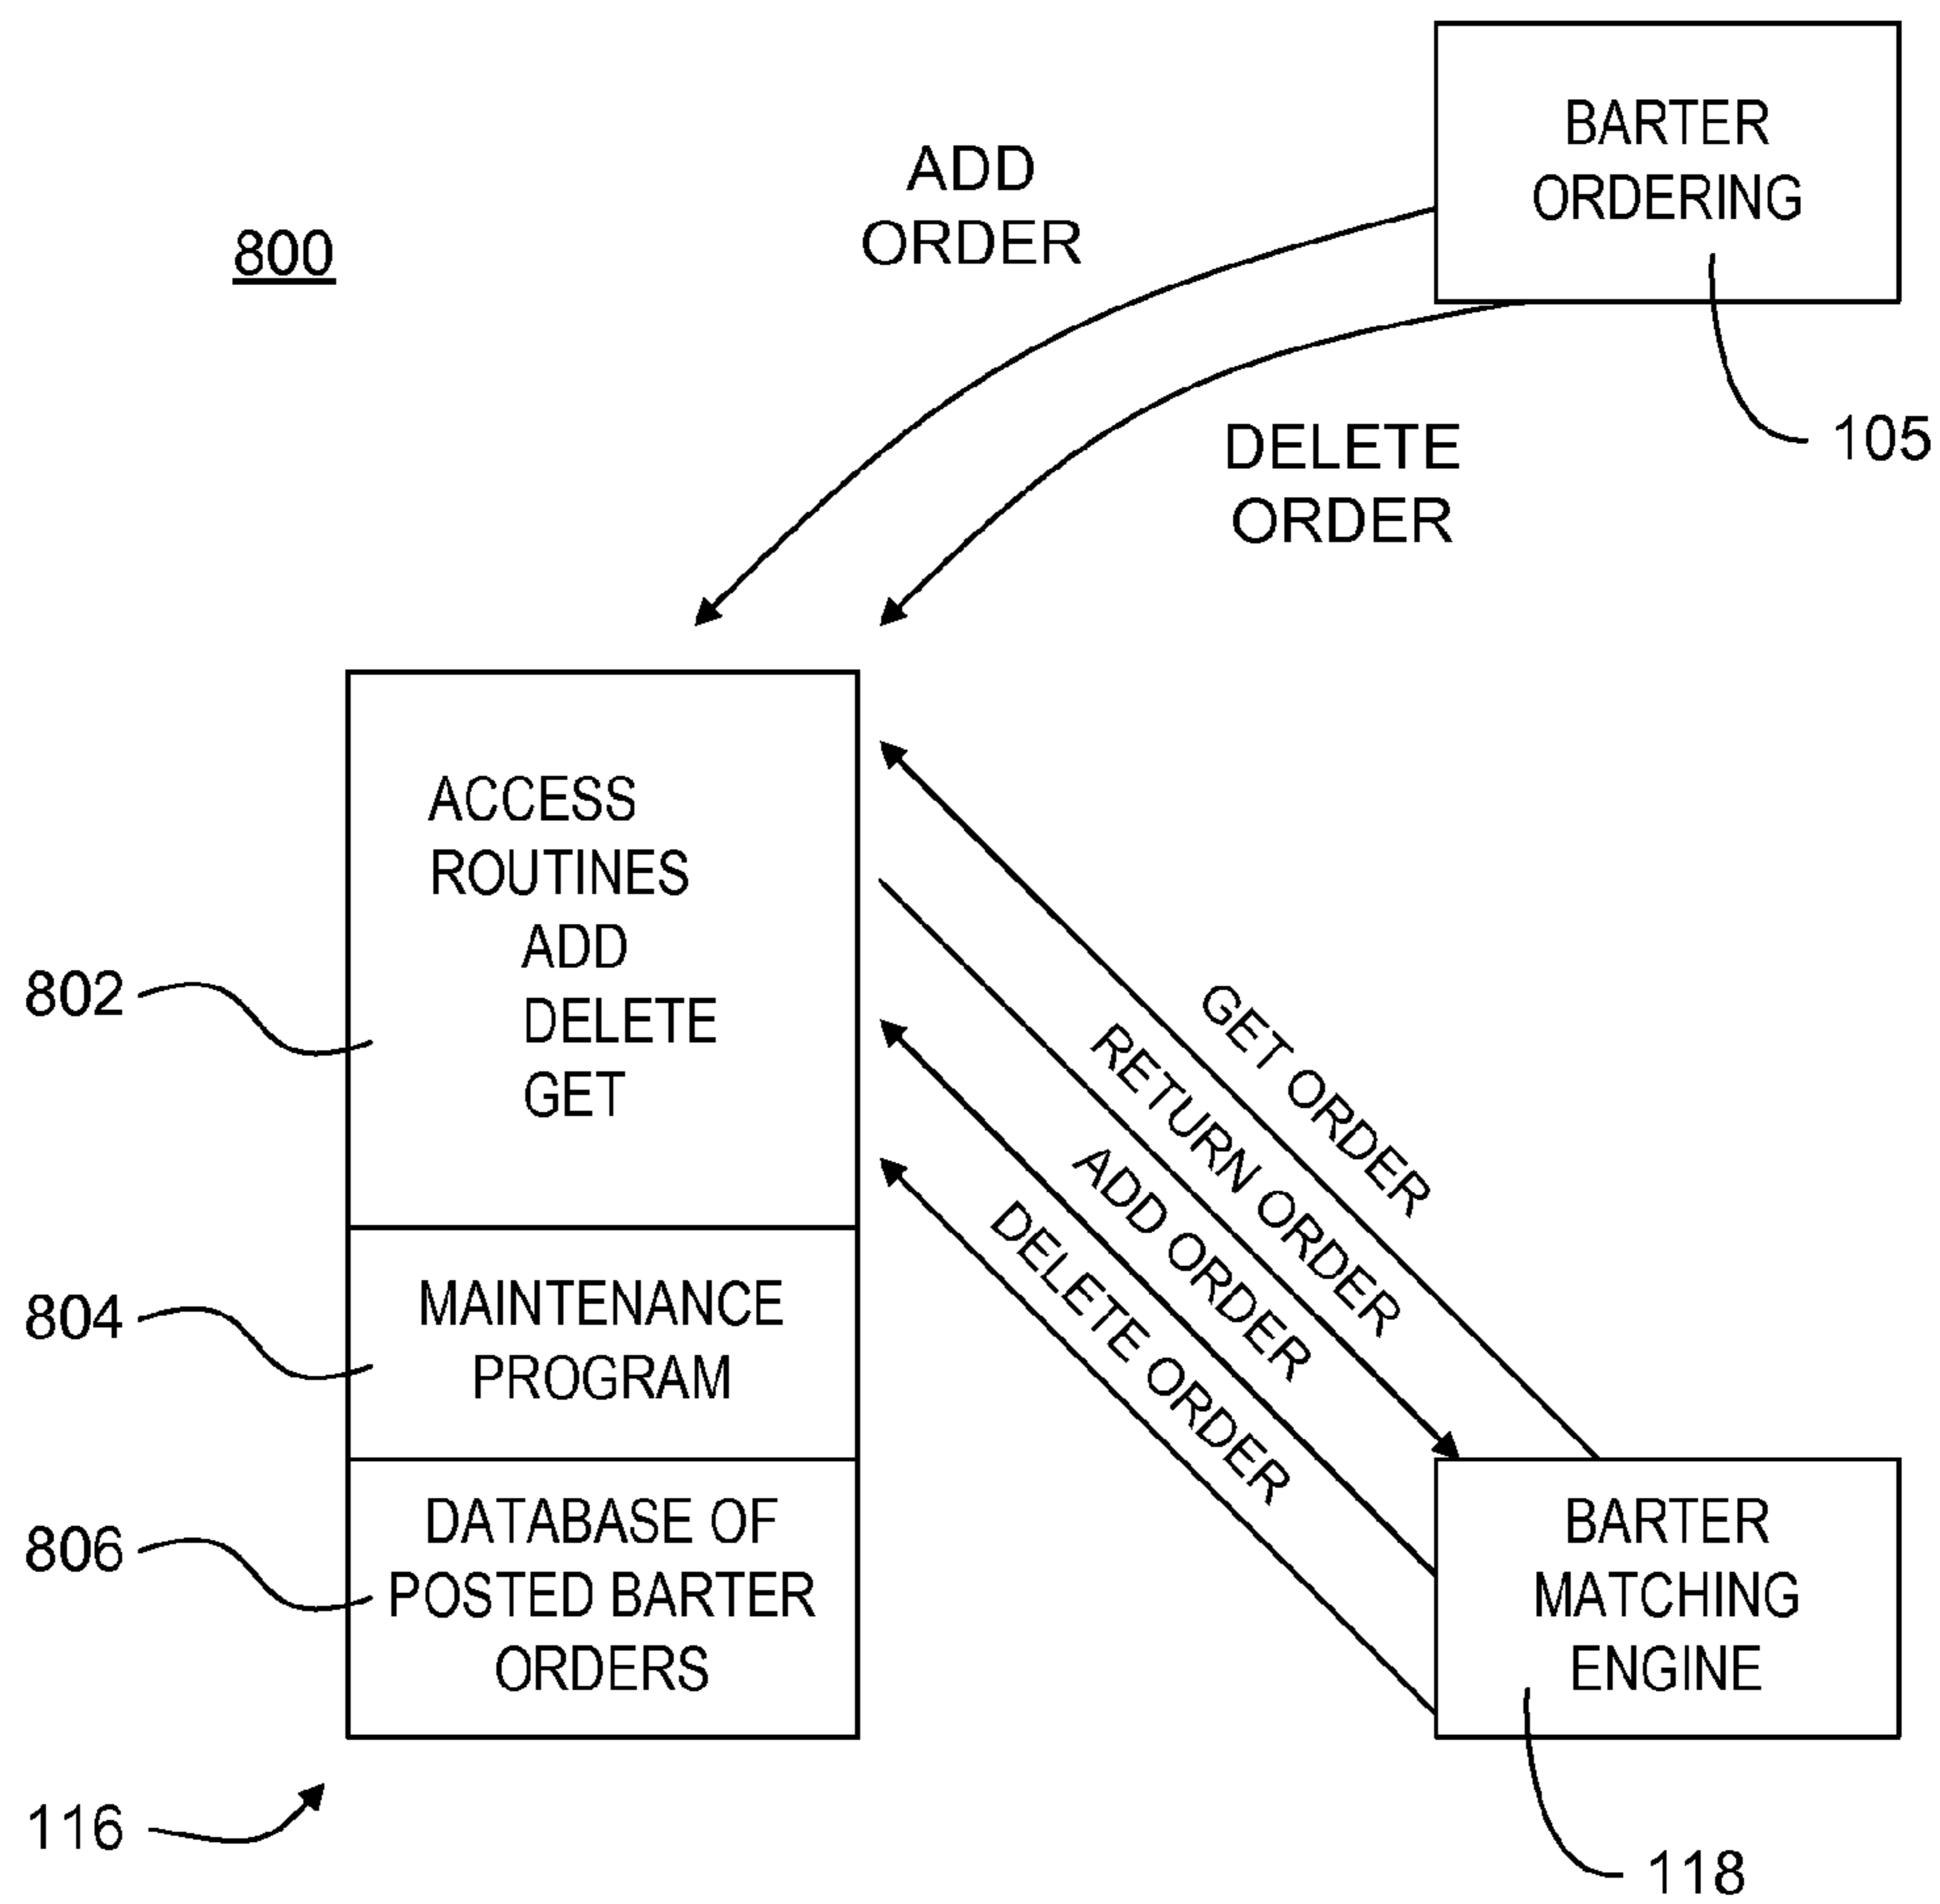 800
ADD
ORDER
BARTER
ORDERING
105
DELETE
ORDER
ACCESS
ROUTINES
ADD
DELETE
GET
802
MAINTENANCE
PROGRAM
804
DATABASE OF
POSTED BARTER
ORDERS
806
116
GET ORDER
RETURN ORDER
ADD ORDER
DELETE ORDER
BARTER
MATCHING
ENGINE
118